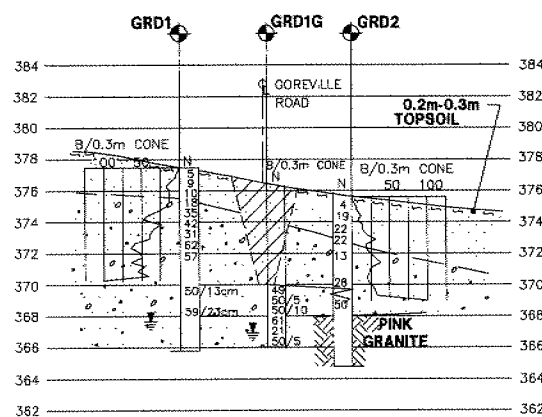 GRD1 GRD1G GRD2
384 384
382 GOREVILLE 382
ROAD
0.2m-0.3m
TOPSOIL
380 380
B/0.3m CONE
378 378
50 N
B/0.3m CONE
N
B/0.3m CONE
50 100
N
376 376
5
9
10
18
35
42
31
62
57
50/13cm
59/23cm
49
50/5
50/10
61
21
50/5
4
19
22
22
13
28
50
374 374
372 372
370 370
368 368
PINK
GRANITE
366 366
364 364
362 362